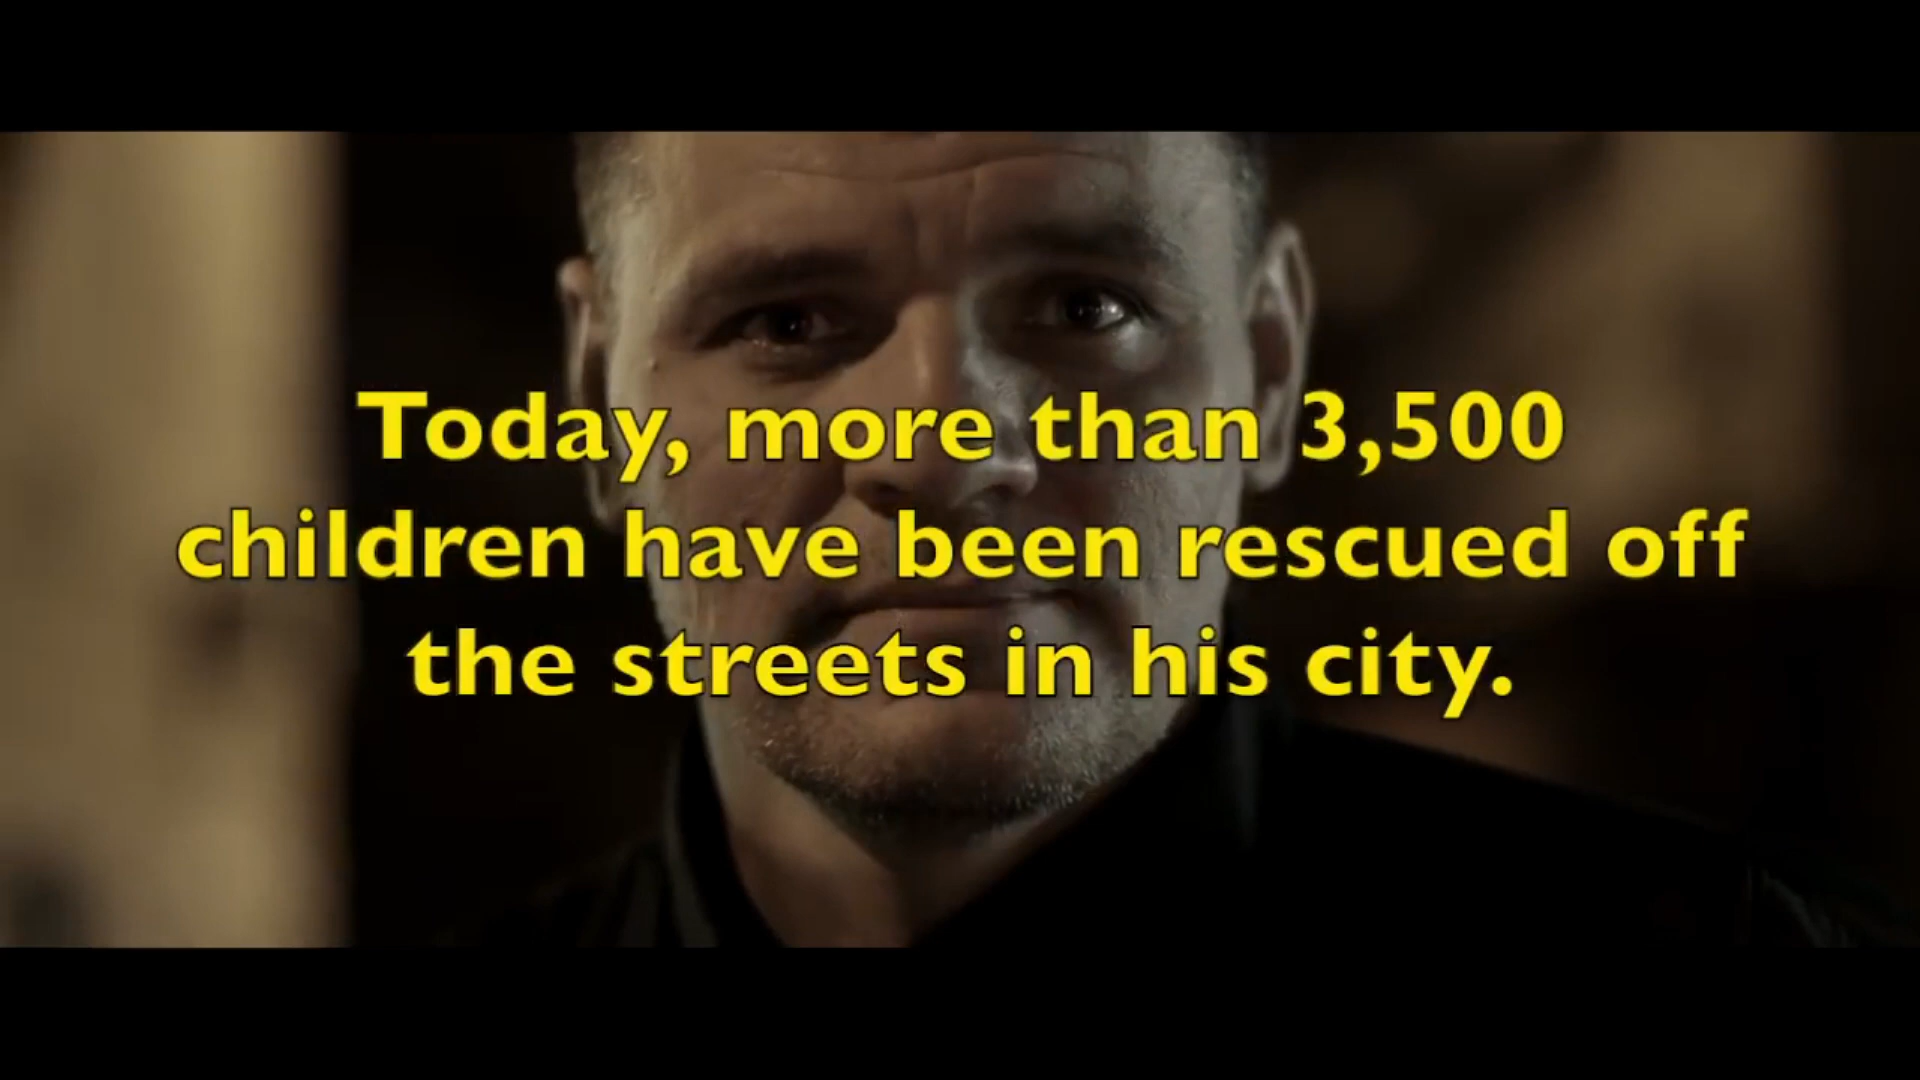 Today, more than 3,500
children have been rescued off
the streets in his city.